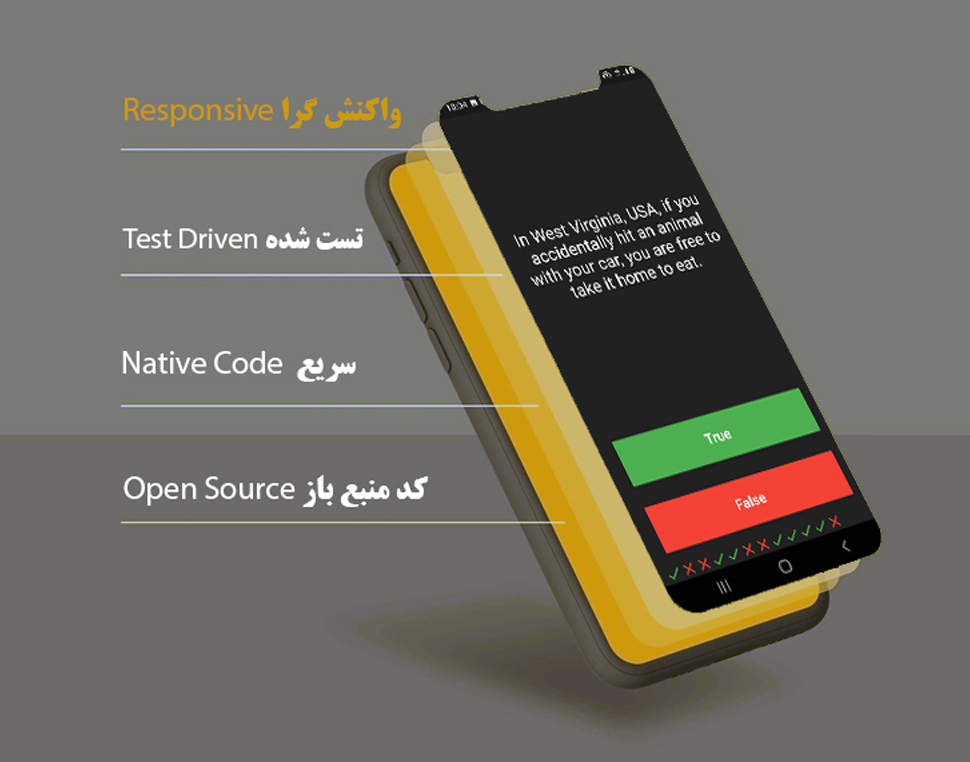 Responsive واکنش گرا
Test Driven تست شده
Native Code سریع
Open Source کد منبع باز
In West Virginia, USA, if you
accidentally hit an animal
with your car, you are free to
take it home to eat.
True
False